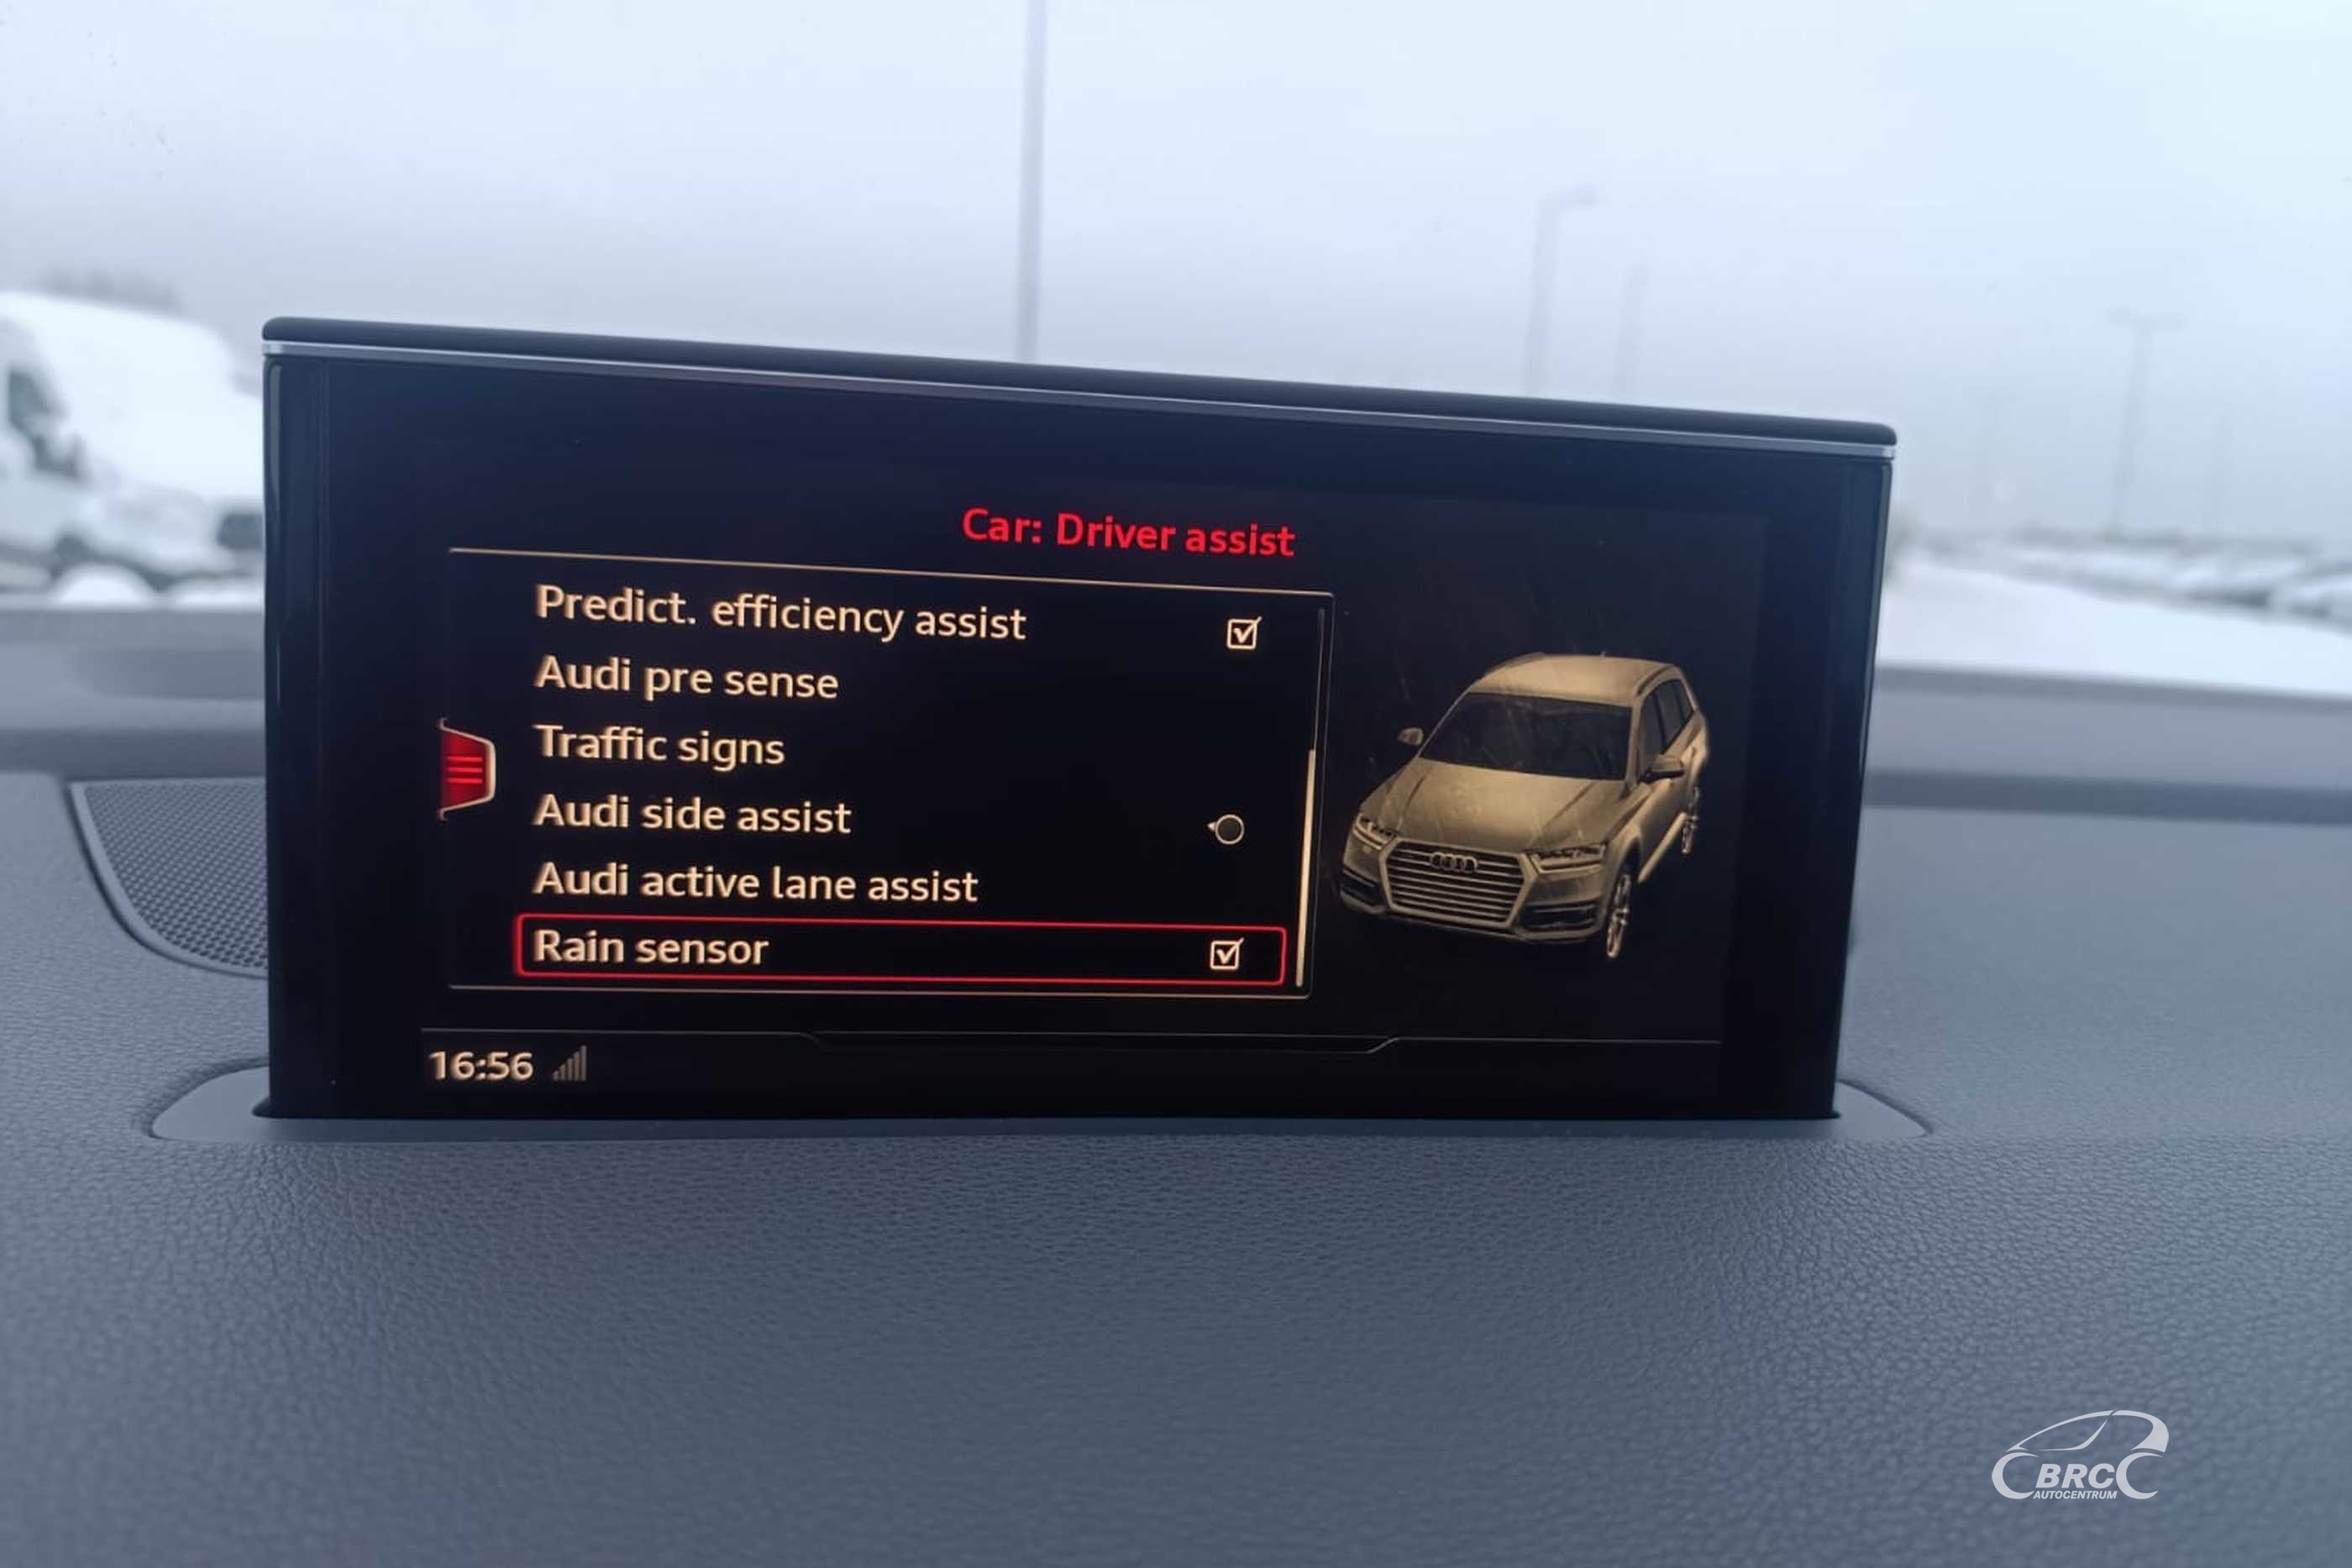 Car: Driver assist
Predict. efficiency assist
Audi pre sense
Traffic signs
Audi side assist
Audi active lane assist
Rain sensor
16:56
BRC
AUTOCENTRUM